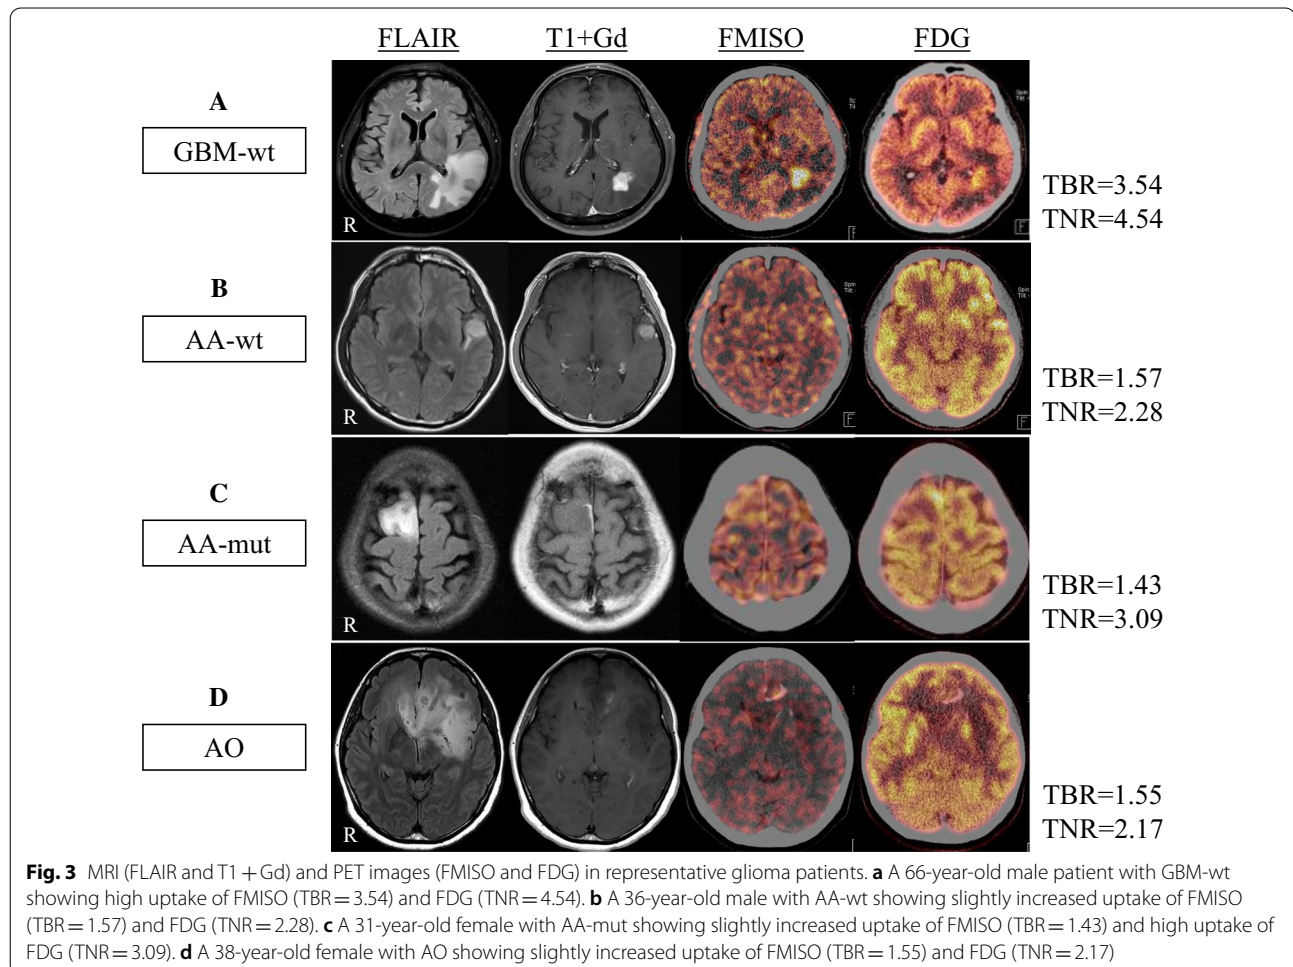 FLAIR T1+Gd FMISO FDG
A
GBM-wt
R
F
TBR=3.54
TNR=4.54
B
AA-wt
R
F
TBR=1.57
TNR=2.28
C
AA-mut
R
TBR=1.43
TNR=3.09
D
AO
R
TBR=1.55
TNR=2.17
Fig. 3 MRI (FLAIR and T1 + Gd) and PET images (FMISO and FDG) in representative glioma patients. a A 66-year-old male patient with GBM-wt
showing high uptake of FMISO (TBR = 3.54) and FDG (TNR = 4.54). b A 36-year-old male with AA-wt showing slightly increased uptake of FMISO
(TBR = 1.57) and FDG (TNR = 2.28). c A 31-year-old female with AA-mut showing slightly increased uptake of FMISO (TBR = 1.43) and high uptake of
FDG (TNR = 3.09). d A 38-year-old female with AO showing slightly increased uptake of FMISO (TBR = 1.55) and FDG (TNR = 2.17)